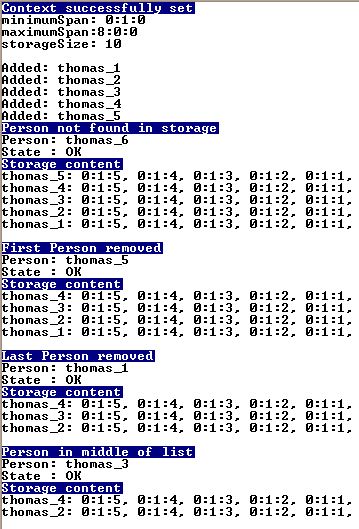 Context successfully set
minimumSpan: 0:1:0
maximumSpan:8:0:0
storageSize: 10
Added: thomas_1
Added: thomas_2
Added: thomas_3
Added: thomas_4
Added: thomas_5
Person not found in storage
Person: thomas_6
State : OK
Storage content
thomas_5: 0:1:5, 0:1:4, 0:1:3, 0:1:2, 0:1:1,
thomas_4: 0:1:5, 0:1:4, 0:1:3, 0:1:2, 0:1:1,
thomas_3: 0:1:5, 0:1:4, 0:1:3, 0:1:2, 0:1:1,
thomas_2: 0:1:5, 0:1:4, 0:1:3, 0:1:2, 0:1:1,
thomas_1: 0:1:5, 0:1:4, 0:1:3, 0:1:2, 0:1:1,
First Person removed
Person: thomas_5
State : OK
Storage content
thomas_4: 0:1:5, 0:1:4, 0:1:3, 0:1:2, 0:1:1,
thomas_3: 0:1:5, 0:1:4, 0:1:3, 0:1:2, 0:1:1,
thomas_2: 0:1:5, 0:1:4, 0:1:3, 0:1:2, 0:1:1,
thomas_1: 0:1:5, 0:1:4, 0:1:3, 0:1:2, 0:1:1,
Last Person removed
Person: thomas_1
State : OK
Storage content
thomas_4: 0:1:5, 0:1:4, 0:1:3, 0:1:2, 0:1:1,
thomas_3: 0:1:5, 0:1:4, 0:1:3, 0:1:2, 0:1:1,
thomas_2: 0:1:5, 0:1:4, 0:1:3, 0:1:2, 0:1:1,
Person in middle of list
Person: thomas_3
State : OK
Storage content
thomas_4: 0:1:5, 0:1:4, 0:1:3, 0:1:2, 0:1:1,
thomas_2: 0:1:5, 0:1:4, 0:1:3, 0:1:2, 0:1:1,